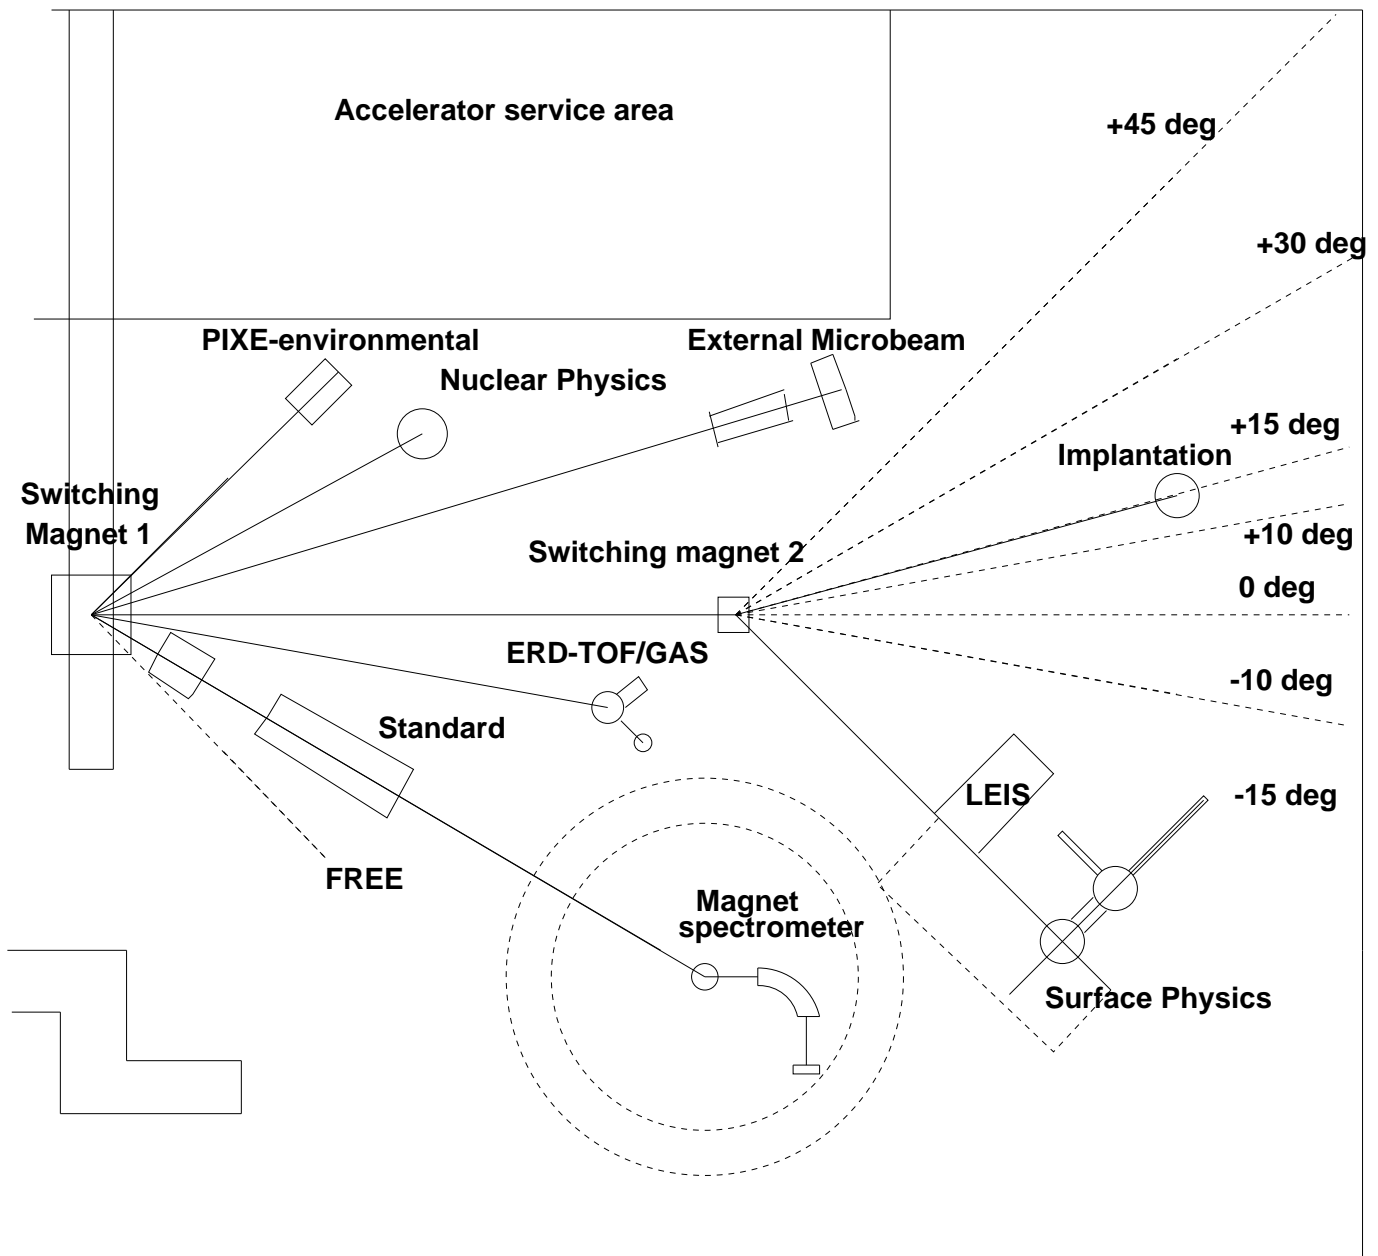 Accelerator service area
+45 deg
+30 deg
PIXE-environmental
External Microbeam
Nuclear Physics
+15 deg
Implantation
Switching
Magnet 1
+10 deg
Switching magnet 2
0 deg
ERD-TOF/GAS
-10 deg
Standard
LEIS
-15 deg
FREE
Magnet
spectrometer
Surface Physics